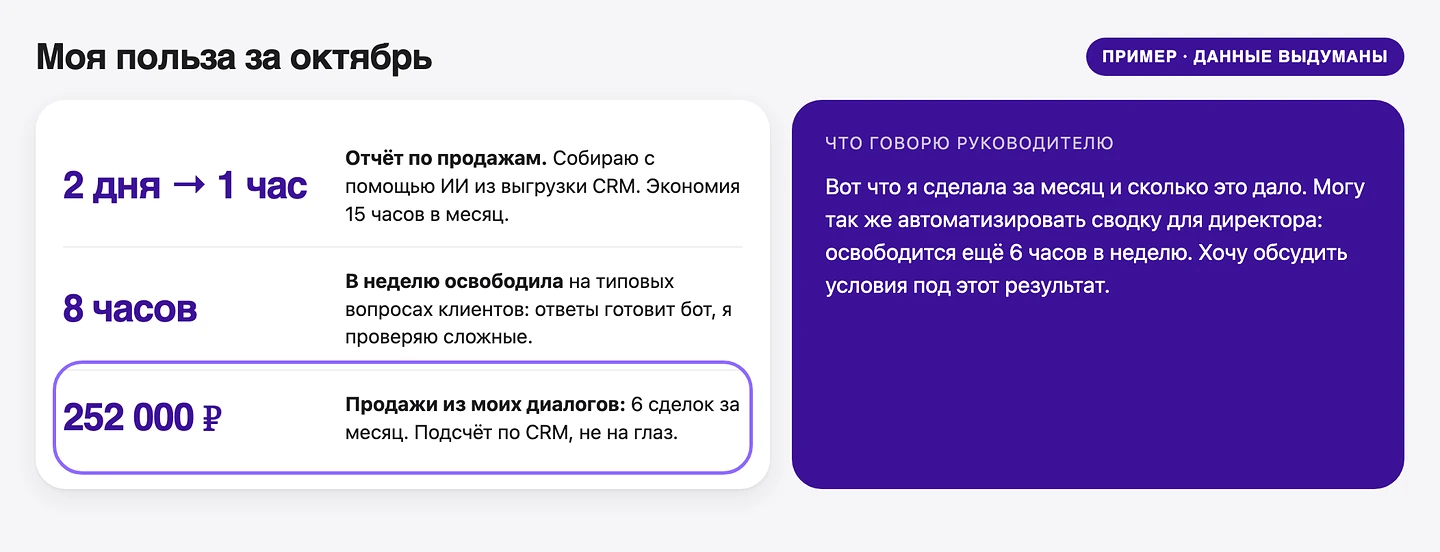 Моя польза за октябрь
ПРИМЕР · ДАННЫЕ ВЫДУМАНЫ
2 дня → 1 час
Отчёт по продажам. Собираю с
помощью ИИ из выгрузки CRM. Экономия
15 часов в месяц.
8 часов
В неделю освободила на типовых
вопросах клиентов: ответы готовит бот, я
проверяю сложные.
252 000 ₽
Продажи из моих диалогов: 6 сделок за
месяц. Подсчёт по CRM, не на глаз.
ЧТО ГОВОРЮ РУКОВОДИТЕЛЮ
Вот что я сделала за месяц и сколько это дало. Могу
так же автоматизировать сводку для директора:
освободится ещё 6 часов в неделю. Хочу обсудить
условия под этот результат.